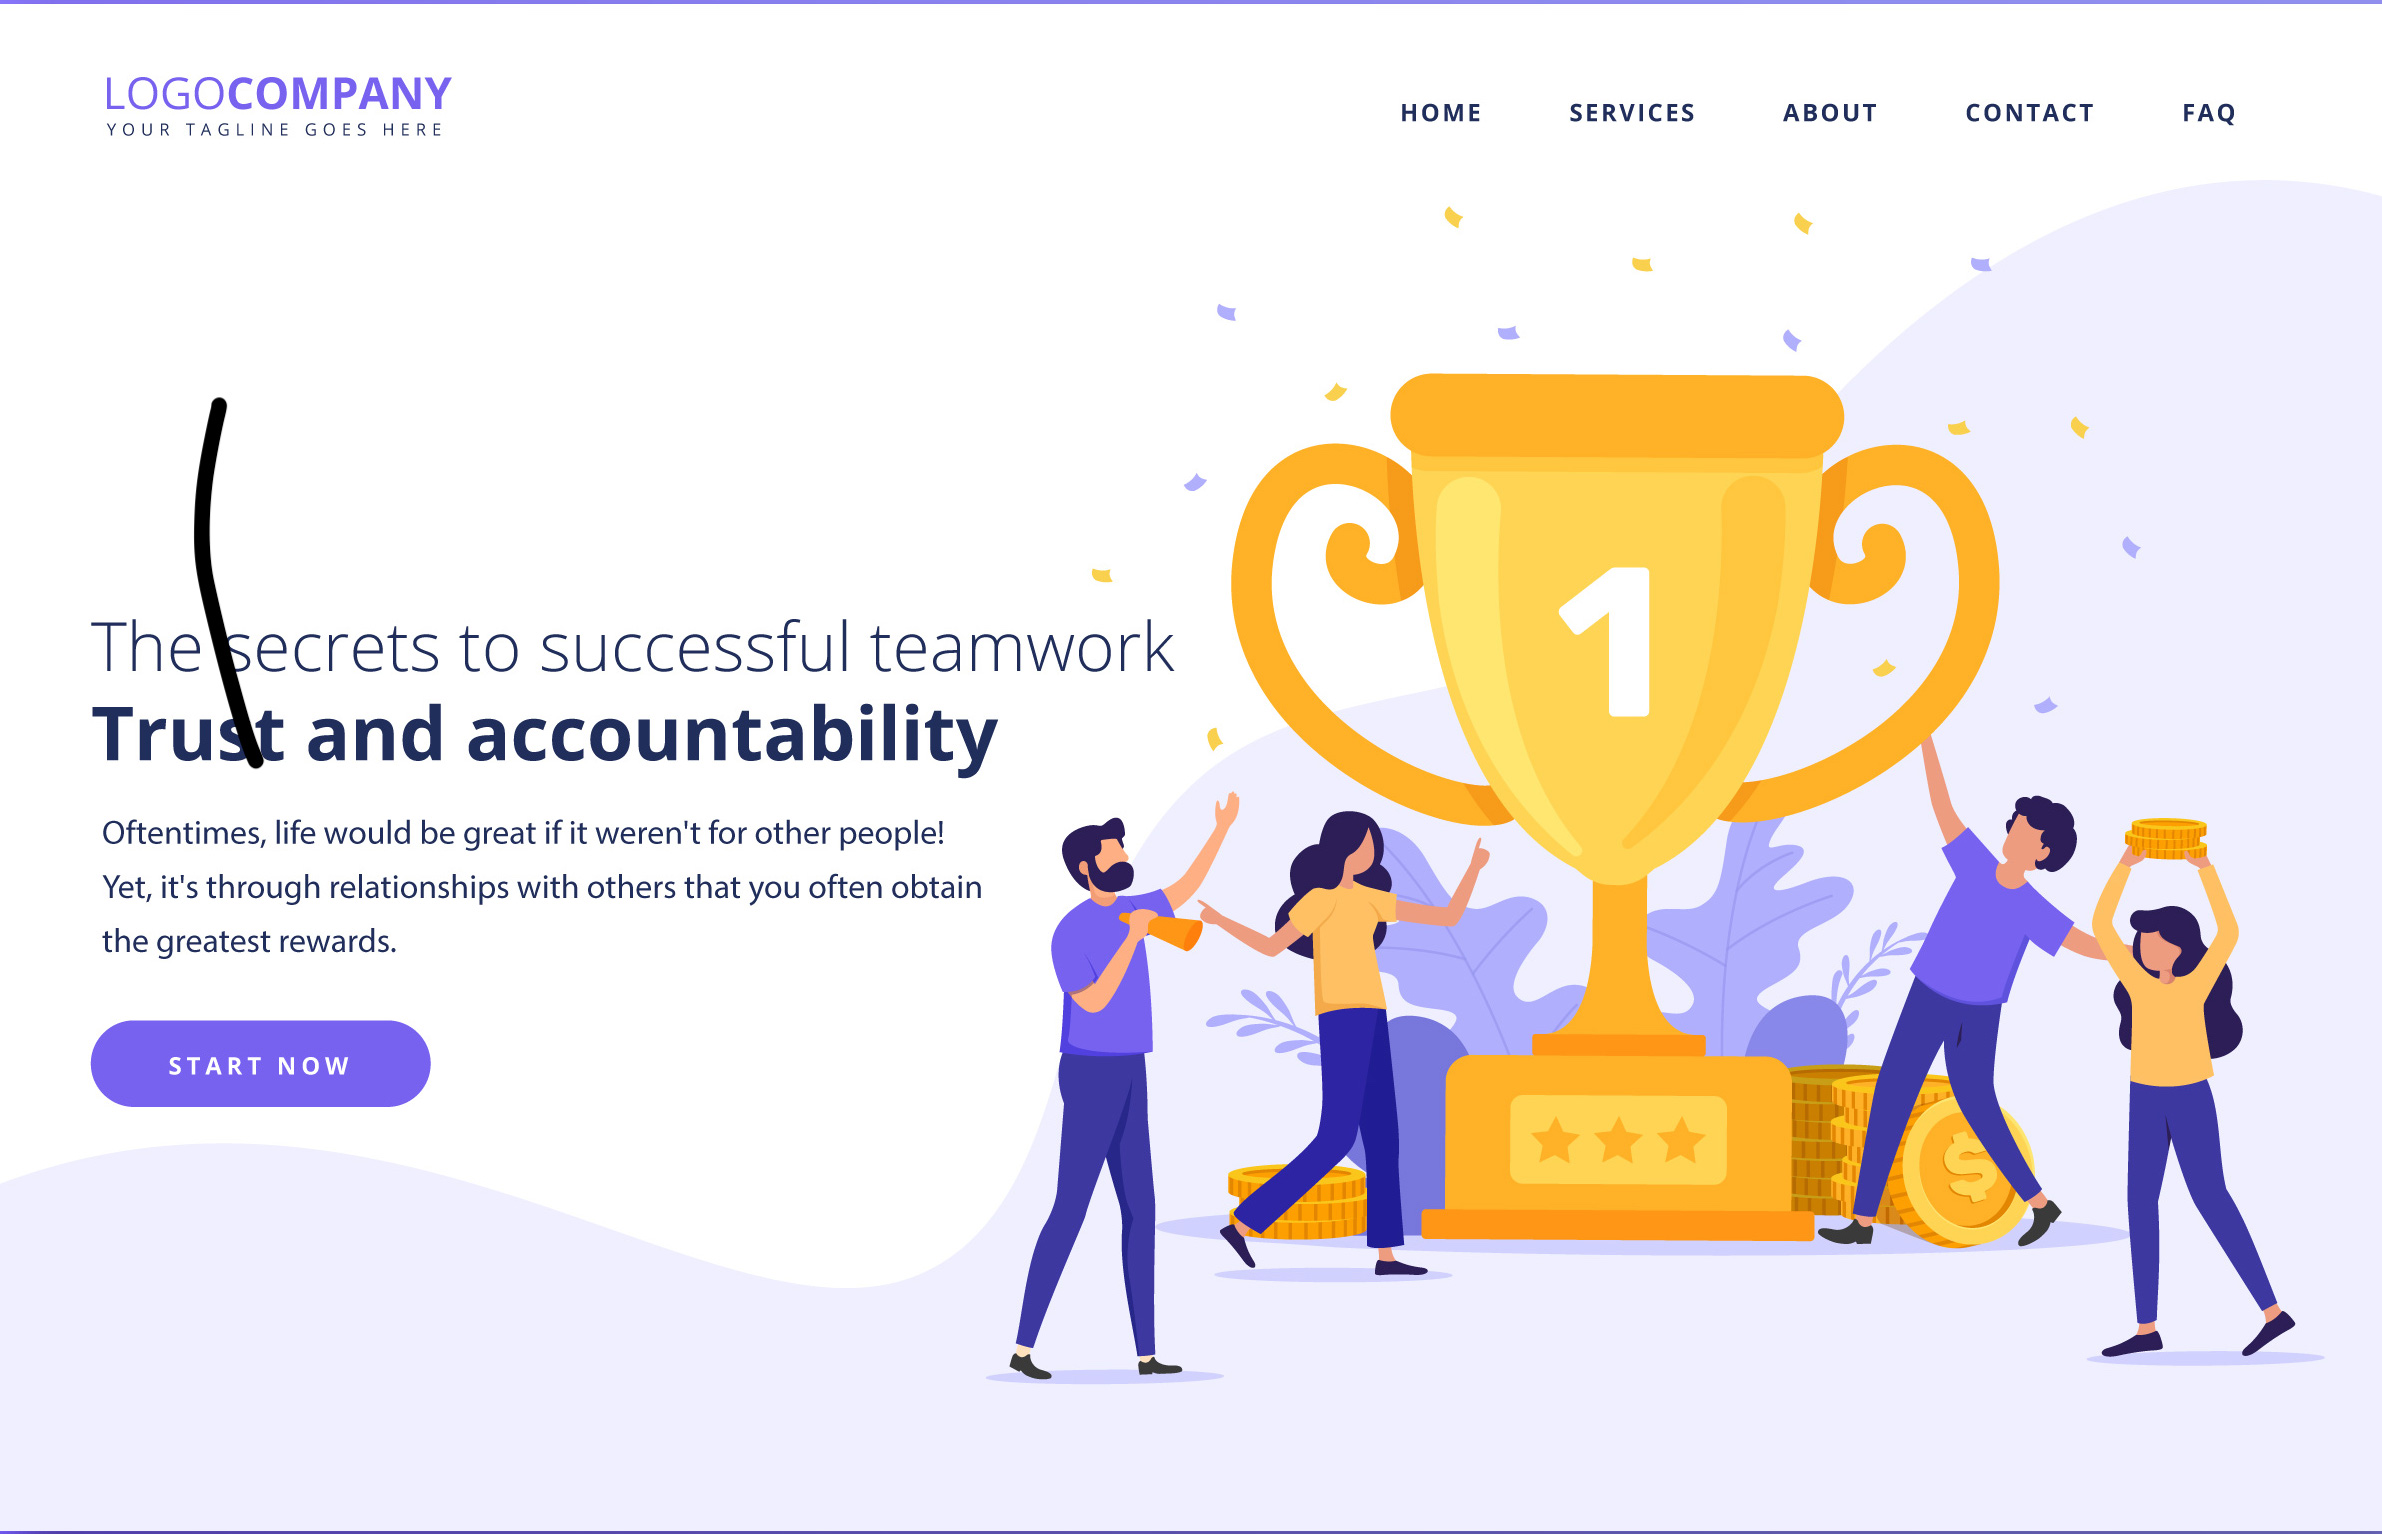 LOGOCOMPANY
YOUR TAGLINE GOES HERE
HOME SERVICES ABOUT CONTACT FAQ
The secrets to successful teamwork
Trust and accountability
Oftentimes, life would be great if it weren't for other people!
Yet, it's through relationships with others that you often obtain
the greatest rewards.
START NOW
1
$